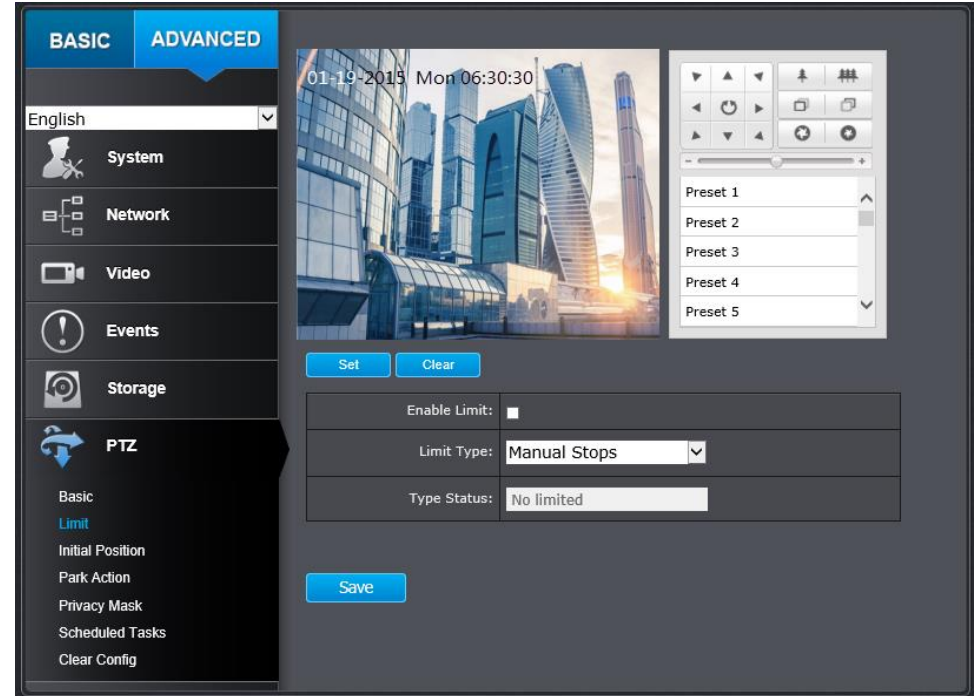 BASIC ADVANCED
English
System
Network
Video
Events
Storage
PTZ
Basic
Limit
Initial Position
Park Action
Privacy Mask
Scheduled Tasks
Clear Config
01-19-2015 Mon 06:30:30
- +
Preset 1
Preset 2
Preset 3
Preset 4
Preset 5
Set Clear
Enable Limit:
Limit Type: Manual Stops
Type Status: No limited
Save